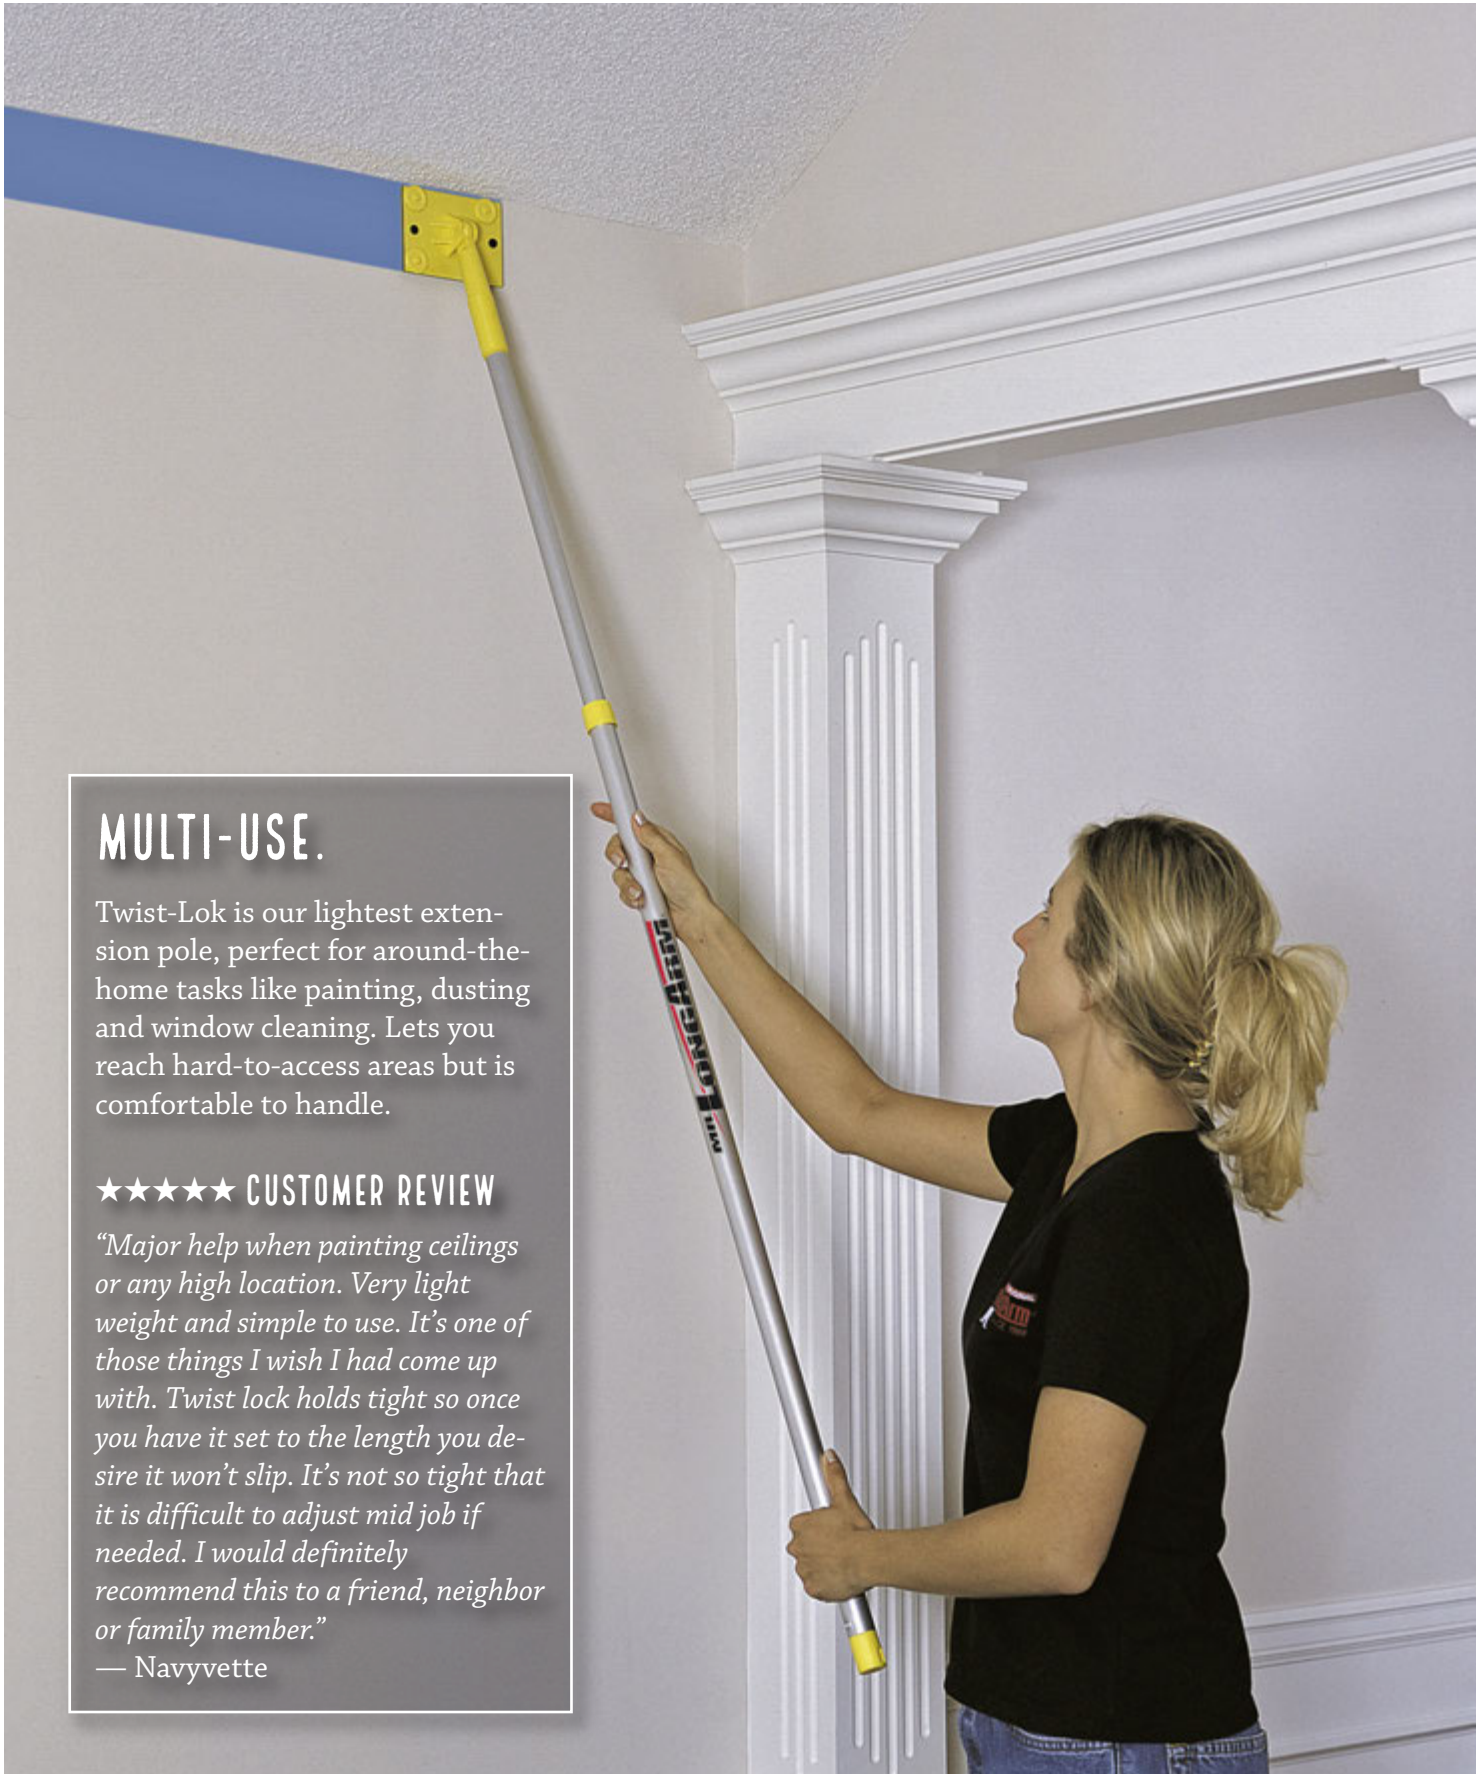 MULTI-USE.
Twist-Lok is our lightest exten-
sion pole, perfect for around-the-
home tasks like painting, dusting
and window cleaning. Lets you
reach hard-to-access areas but is
comfortable to handle.
★★★★★ CUSTOMER REVIEW
“Major help when painting ceilings
or any high location. Very light
weight and simple to use. It’s one of
those things I wish I had come up
with. Twist lock holds tight so once
you have it set to the length you de-
sire it won’t slip. It’s not so tight that
it is difficult to adjust mid job if
needed. I would definitely
recommend this to a friend, neighbor
or family member.”
— Navyvette
MR LONGARM